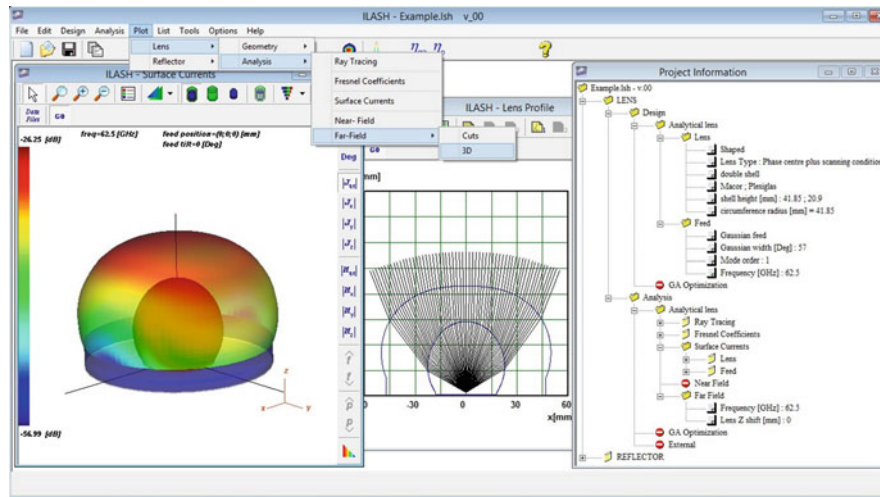 ILASH - Example.lsh v_00
File Edit Design Analysis Plot List Tools Options Help
Lens
Reflector
Geometry
Analysis
Ray Tracing
Fresnel Coefficients
Surface Currents
Near- Field
Far-Field
Cuts
3D
ILASH - Surface Currents
Data Files
GO
-26.25 [dB]
freq=62.5 [GHz]
feed position=(0;0;0) [mm]
feed tilt=0 [Deg]
-56.99 [dB]
z
x
y
Deg
ILASH - Lens Profile
GO
mm]
-30
0
30
60
x[mm
Project Information
Example.lsh - v.00
LENS
Design
Analytical lens
Lens
Shaped
Lens Type : Phase centre plus scanning condition
double shell
Macor ; Plexiglas
shell height [mm] : 41.85 ; 20.9
circumference radius [mm] = 41.85
Feed
Gaussian feed
Gaussian width [Deg] : 57
Mode order : 1
Frequency [GHz] : 62.5
GA Optimization
Analysis
Analytical lens
Ray Tracing
Fresnel Coefficients
Surface Currents
Lens
Feed
Near Field
Far Field
Frequency [GHz] : 62.5
Lens Z shift [mm] : 0
GA Optimization
External
REFLECTOR